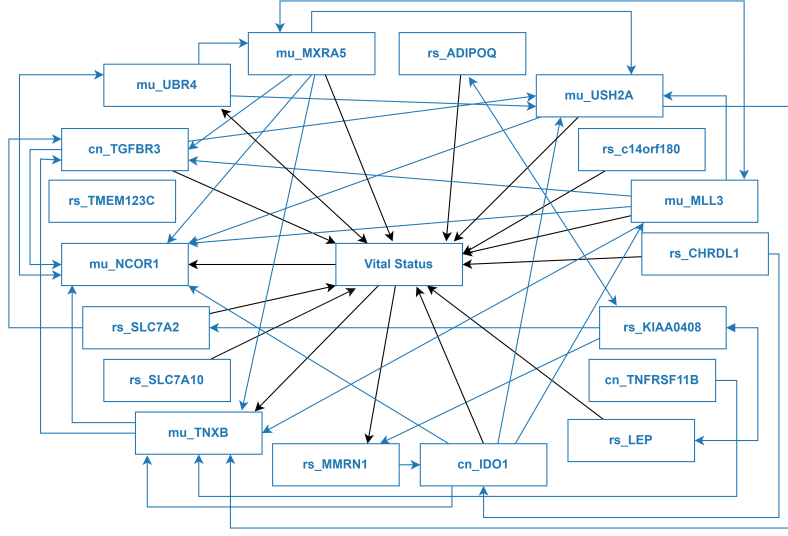 mu_MXRA5
rs_ADIPOQ
mu_UBR4
mu_USH2A
cn_TGFBR3
rs_c14orf180
rs_TMEM123C
mu_MLL3
mu_NCOR1
Vital Status
rs_CHRDL1
rs_SLC7A2
rs_KIAA0408
rs_SLC7A10
cn_TNFRSF11B
mu_TNXB
rs_LEP
rs_MMRN1
cn_IDO1